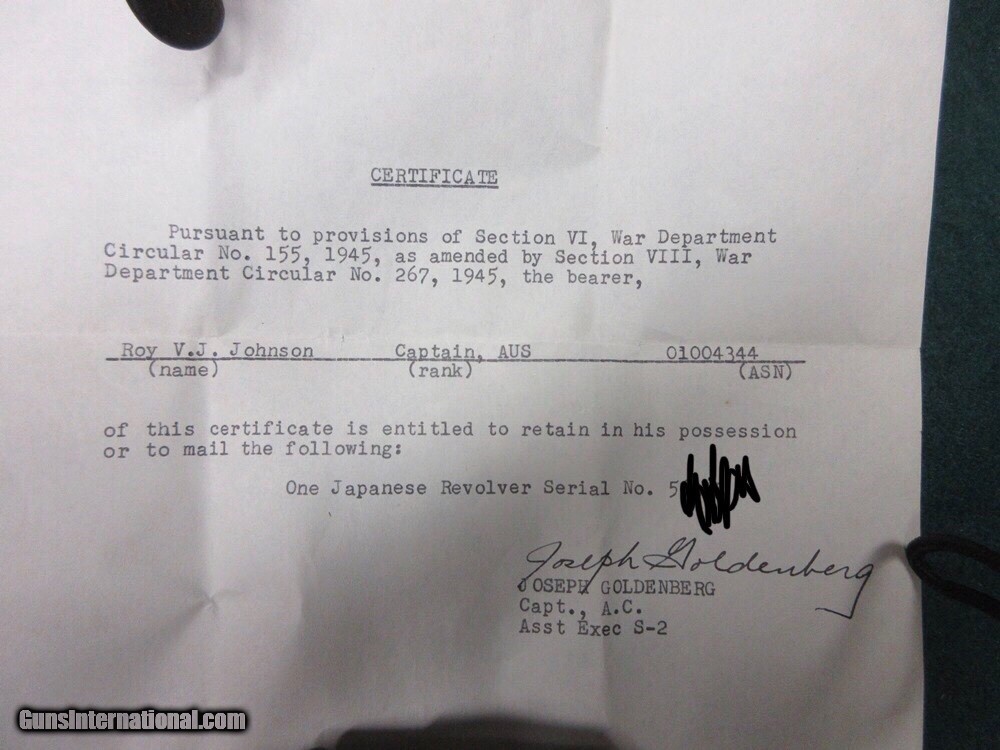 CERTIFICATE
Pursuant to provisions of Section VI, War Department
Circular No. 155, 1945, as amended by Section VIII, War
Department Circular No. 267, 1945, the bearer,
Roy V.J. Johnson Captain, AUS 01004344
(name) (rank) (ASN)
of this certificate is entitled to retain in his possession
or to mail the following:
One Japanese Revolver Serial No. 5
Joseph Goldenberg
JOSEPH GOLDENBERG
Capt., A.C.
Asst Exec S-2
GunsInternational.com